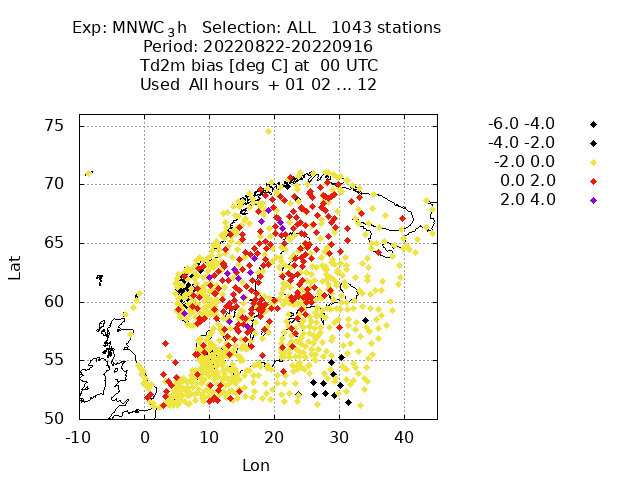 Exp: MNWC_3h   Selection: ALL   1043 stations
Period: 20220822-20220916
Td2m bias [deg C] at  00 UTC
Used  All hours  + 01 02 ... 12
75
70
65
60
55
50
-10 0 10 20 30 40
Lat
Lon
-6.0 -4.0
-4.0 -2.0
-2.0 0.0
0.0 2.0
2.0 4.0